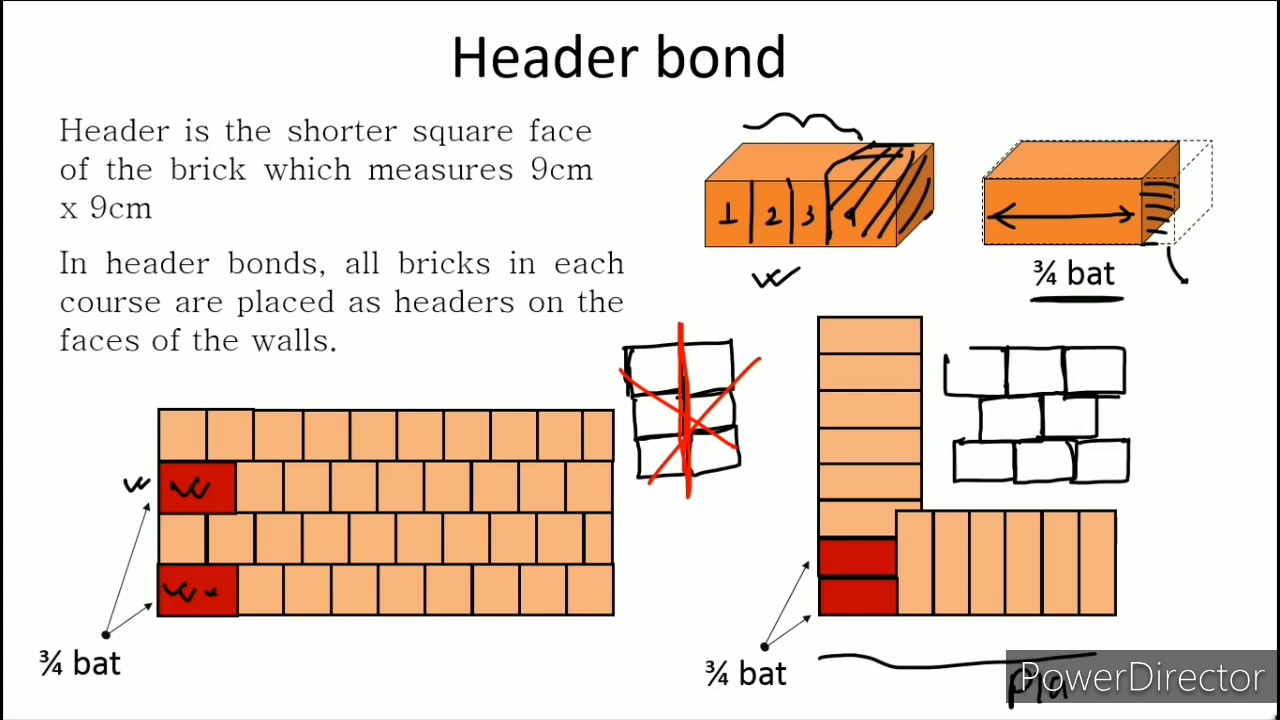 Header bond
Header is the shorter square face
of the brick which measures 9cm
x 9cm
In header bonds, all bricks in each
course are placed as headers on the
faces of the walls.
1 2 3 4
¾ bat
¾ bat
¾ bat
Pla
PowerDirector